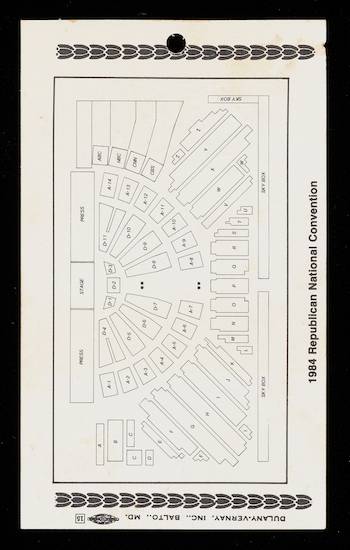 1984 Republican National Convention
SKY BOX
SKY BOX
SKY BOX
ABC
NBC
CNN
CBS
PRESS
STAGE
PRESS
A-14
A-13
A-12
A-11
A-10
A-9
A-8
D-11
D-10
D-9
D-8
D-3
D-2
D-1
D-7
D-6
D-5
D-4
A-7
A-6
A-5
A-4
A-3
A-2
A-1
Z
Y
X
W
V
U
T
S
R
Q
P
O
N
M
L
K
J
I
H
G
F
E
A
B
C
C
D
DULANY-VERNAY, INC., BALTO., MD.
15